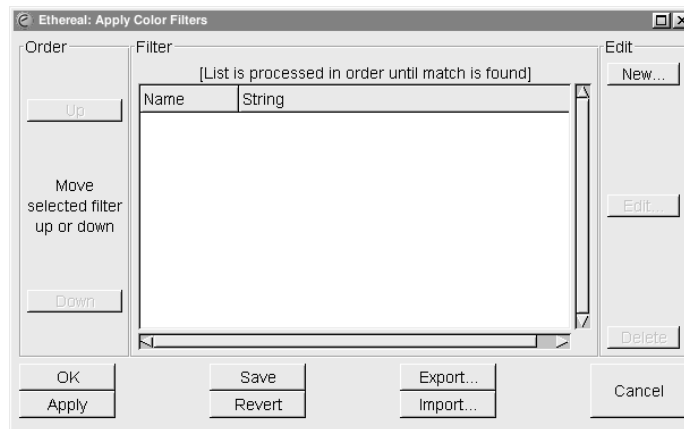 Ethereal: Apply Color Filters
Order
Filter
Edit
[List is processed in order until match is found]
New...
Name String
Up
Move
selected filter
up or down
Edit...
Down
Delete
OK Save Export... Cancel
Apply Revert Import...